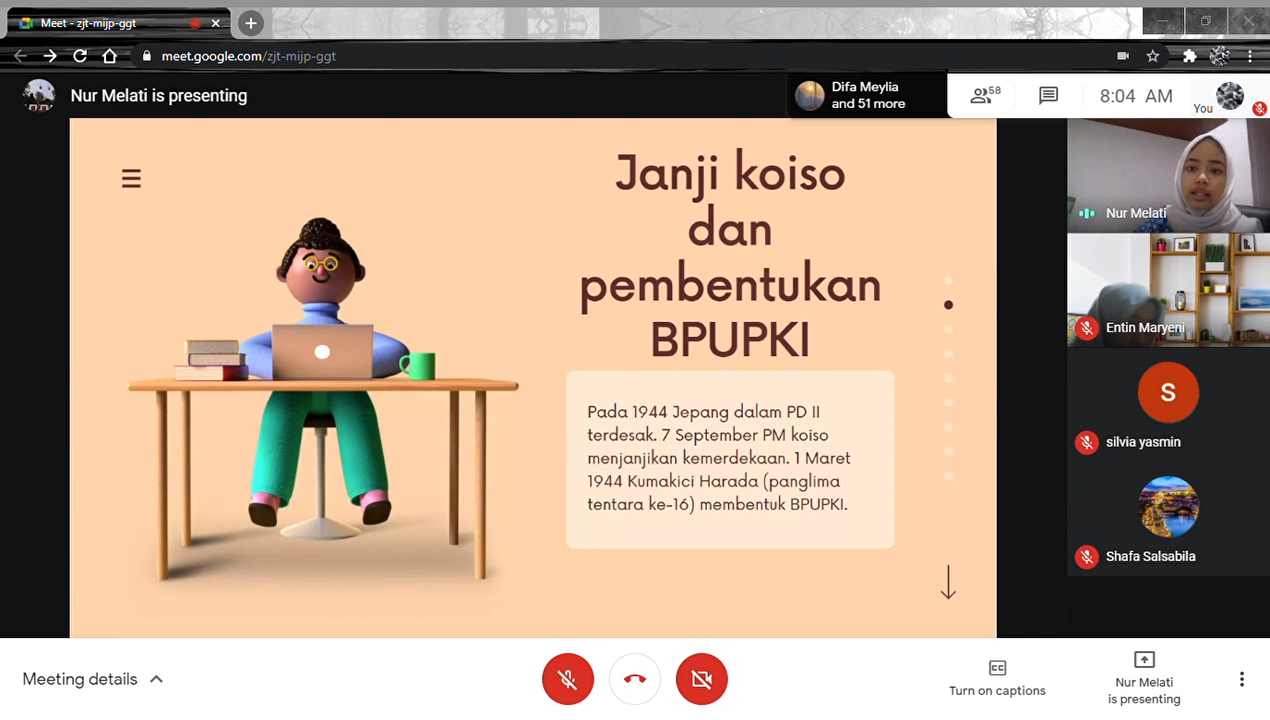 Meet - zjt-mijp-ggt
meet.google.com/zjt-mijp-ggt
Nur Melati is presenting
Difa Meylia
and 51 more
58
8:04 AM
You
Janji koiso
dan
pembentukan
BPUPKI
Pada 1944 Jepang dalam PD II
terdesak. 7 September PM koiso
menjanjikan kemerdekaan. 1 Maret
1944 Kumakici Harada (panglima
tentara ke-16) membentuk BPUPKI.
Nur Melati
Entin Maryeni
S
silvia yasmin
Shafa Salsabila
Meeting details
CC
Turn on captions
Nur Melati
is presenting